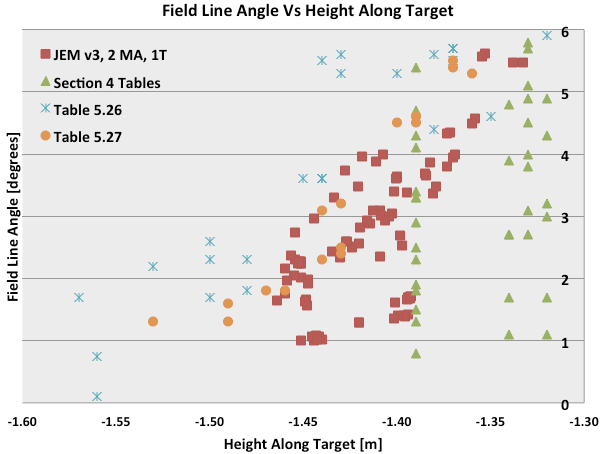 Field Line Angle Vs Height Along Target
JEM v3, 2 MA, 1T
Section 4 Tables
Table 5.26
Table 5.27
Field Line Angle [degrees]
6
5
4
3
2
1
0
-1.60 -1.55 -1.50 -1.45 -1.40 -1.35 -1.30
Height Along Target [m]